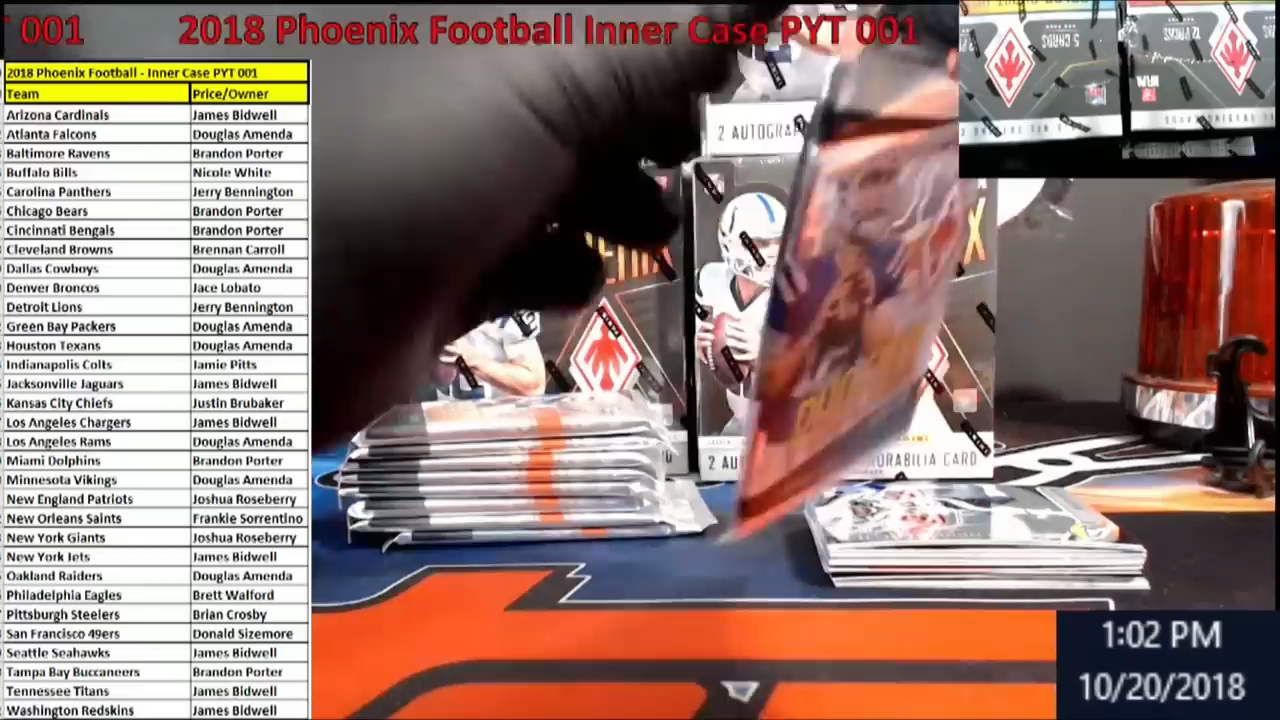 001 2018 Phoenix Football Inner Case PYT 001
2018 Phoenix Football - Inner Case PYT 001
Team Price/Owner
Arizona Cardinals James Bidwell
Atlanta Falcons Douglas Amenda
Baltimore Ravens Brandon Porter
Buffalo Bills Nicole White
Carolina Panthers Jerry Bennington
Chicago Bears Brandon Porter
Cincinnati Bengals Brandon Porter
Cleveland Browns Brennan Carroll
Dallas Cowboys Douglas Amenda
Denver Broncos Jace Lobato
Detroit Lions Jerry Bennington
Green Bay Packers Douglas Amenda
Houston Texans Douglas Amenda
Indianapolis Colts Jamie Pitts
Jacksonville Jaguars James Bidwell
Kansas City Chiefs Justin Brubaker
Los Angeles Chargers James Bidwell
Los Angeles Rams Douglas Amenda
Miami Dolphins Brandon Porter
Minnesota Vikings Douglas Amenda
New England Patriots Joshua Roseberry
New Orleans Saints Frankie Sorrentino
New York Giants Joshua Roseberry
New York Jets James Bidwell
Oakland Raiders Douglas Amenda
Philadelphia Eagles Brett Walford
Pittsburgh Steelers Brian Crosby
San Francisco 49ers Donald Sizemore
Seattle Seahawks James Bidwell
Tampa Bay Buccaneers Brandon Porter
Tennessee Titans James Bidwell
Washington Redskins James Bidwell
5 CARDS
12 PACKS
2 AUTOGRA
X
2 AU
ORABILIA CARD
1:02 PM
10/20/2018